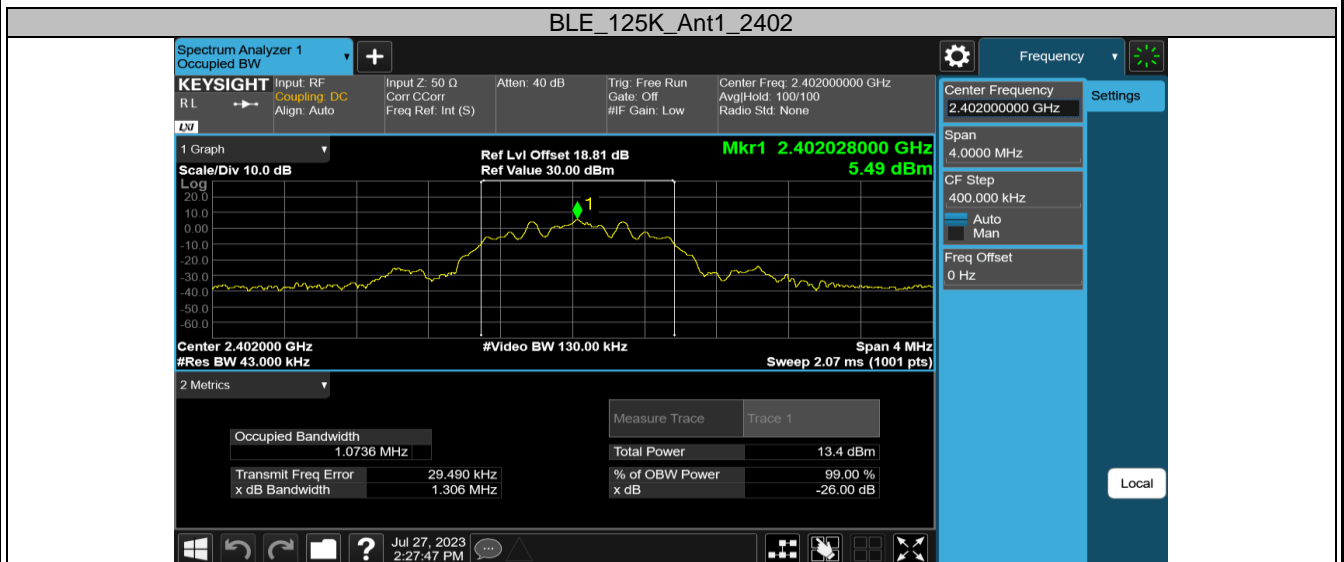 BLE_125K_Ant1_2402
Spectrum Analyzer 1
Occupied BW
+
Frequency
KEYSIGHT
R L
LXI
Input: RF
Coupling: DC
Align: Auto
Input Z: 50 Ω
Corr CCorr
Freq Ref: Int (S)
Atten: 40 dB
Trig: Free Run
Gate: Off
#IF Gain: Low
Center Freq: 2.402000000 GHz
Avg|Hold: 100/100
Radio Std: None
Center Frequency
2.402000000 GHz
Settings
Span
4.0000 MHz
CF Step
400.000 kHz
Auto
Man
Freq Offset
0 Hz
1 Graph
Scale/Div 10.0 dB
Ref Lvl Offset 18.81 dB
Ref Value 30.00 dBm
Mkr1 2.402028000 GHz
5.49 dBm
Log
20.0
10.0
0.00
-10.0
-20.0
-30.0
-40.0
-50.0
-60.0
1
Center 2.402000 GHz
#Res BW 43.000 kHz
#Video BW 130.00 kHz
Span 4 MHz
Sweep 2.07 ms (1001 pts)
2 Metrics
Measure Trace Trace 1
Occupied Bandwidth
1.0736 MHz
Total Power 13.4 dBm
Transmit Freq Error 29.490 kHz
% of OBW Power 99.00 %
x dB Bandwidth 1.306 MHz
x dB -26.00 dB
Local
?
Jul 27, 2023
2:27:47 PM